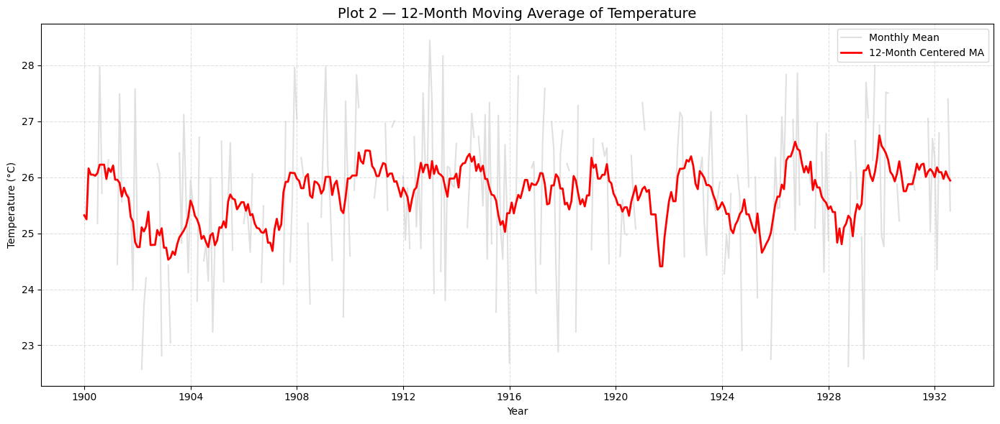 Plot 2 — 12-Month Moving Average of Temperature
Monthly Mean
12-Month Centered MA
Temperature (°C)
28
27
26
25
24
23
1900 1904 1908 1912 1916 1920 1924 1928 1932
Year